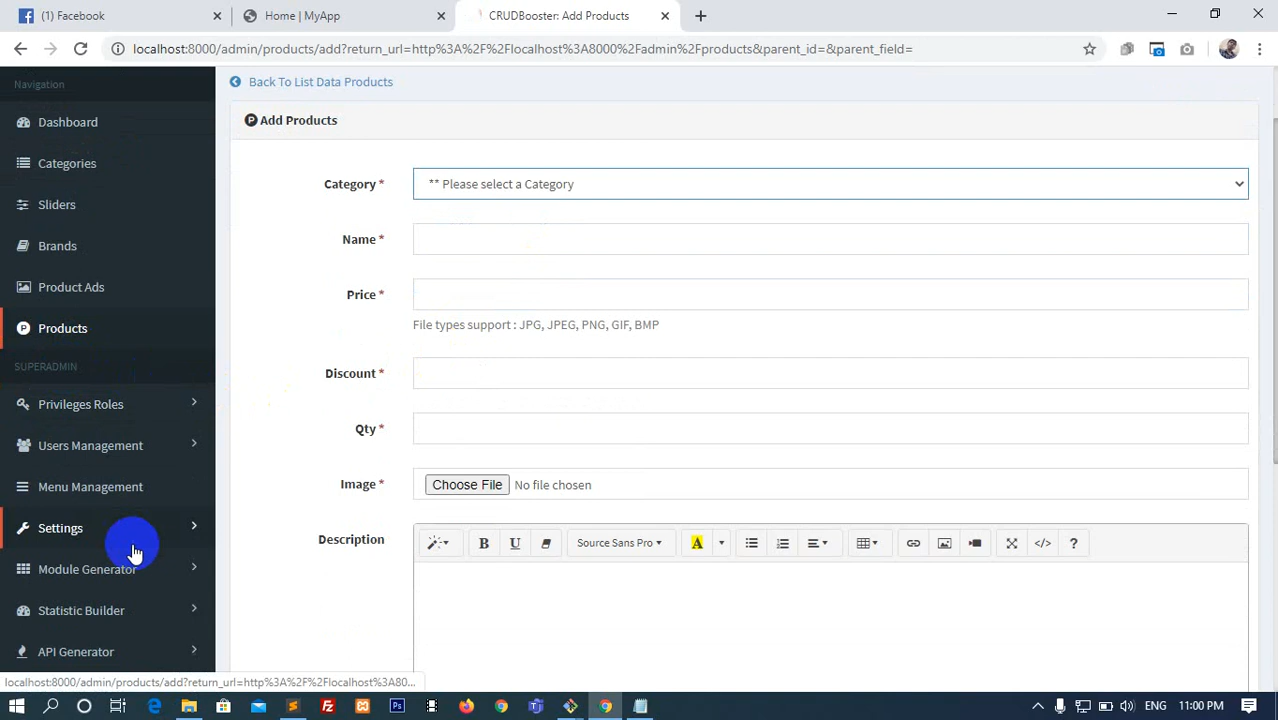 (1) Facebook
Home | MyApp
CRUDBooster: Add Products
localhost:8000/admin/products/add?return_url=http%3A%2F%2Flocalhost%3A8000%2Fadmin%2Fproducts&parent_id=&parent_field=
Navigation
Dashboard
Categories
Sliders
Brands
Product Ads
Products
SUPERADMIN
Privileges Roles
Users Management
Menu Management
Settings
Module Generator
Statistic Builder
API Generator
Back To List Data Products
Add Products
Category *
** Please select a Category
Name *
Price *
File types support : JPG, JPEG, PNG, GIF, BMP
Discount *
Qty *
Image *
Choose File No file chosen
Description
B U Source Sans Pro A </> ?
localhost:8000/admin/products/add?return_url=http%3A%2F%2Flocalhost%3A80...
ENG 11:00 PM